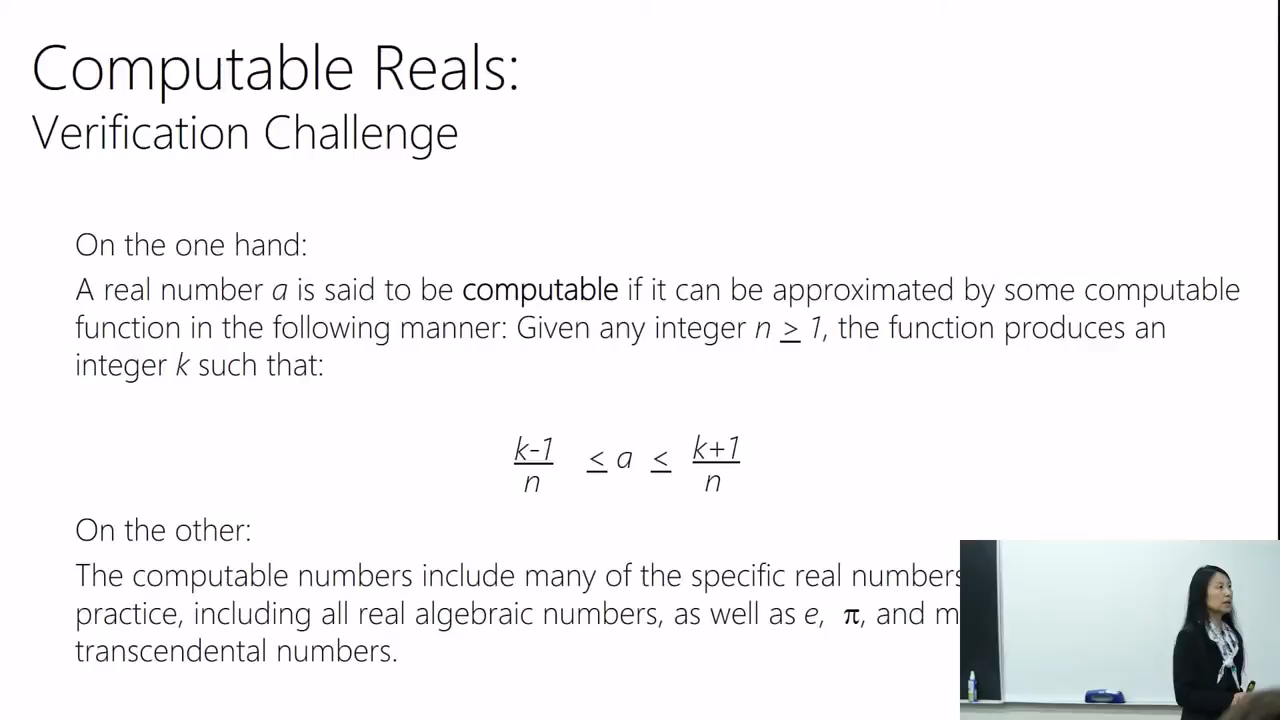 Computable Reals:
Verification Challenge
On the one hand:
A real number a is said to be computable if it can be approximated by some computable
function in the following manner: Given any integer n ≥ 1, the function produces an
integer k such that:
k-1/n ≤ a ≤ k+1/n
On the other:
The computable numbers include many of the specific real numbers
practice, including all real algebraic numbers, as well as e, π, and m
transcendental numbers.